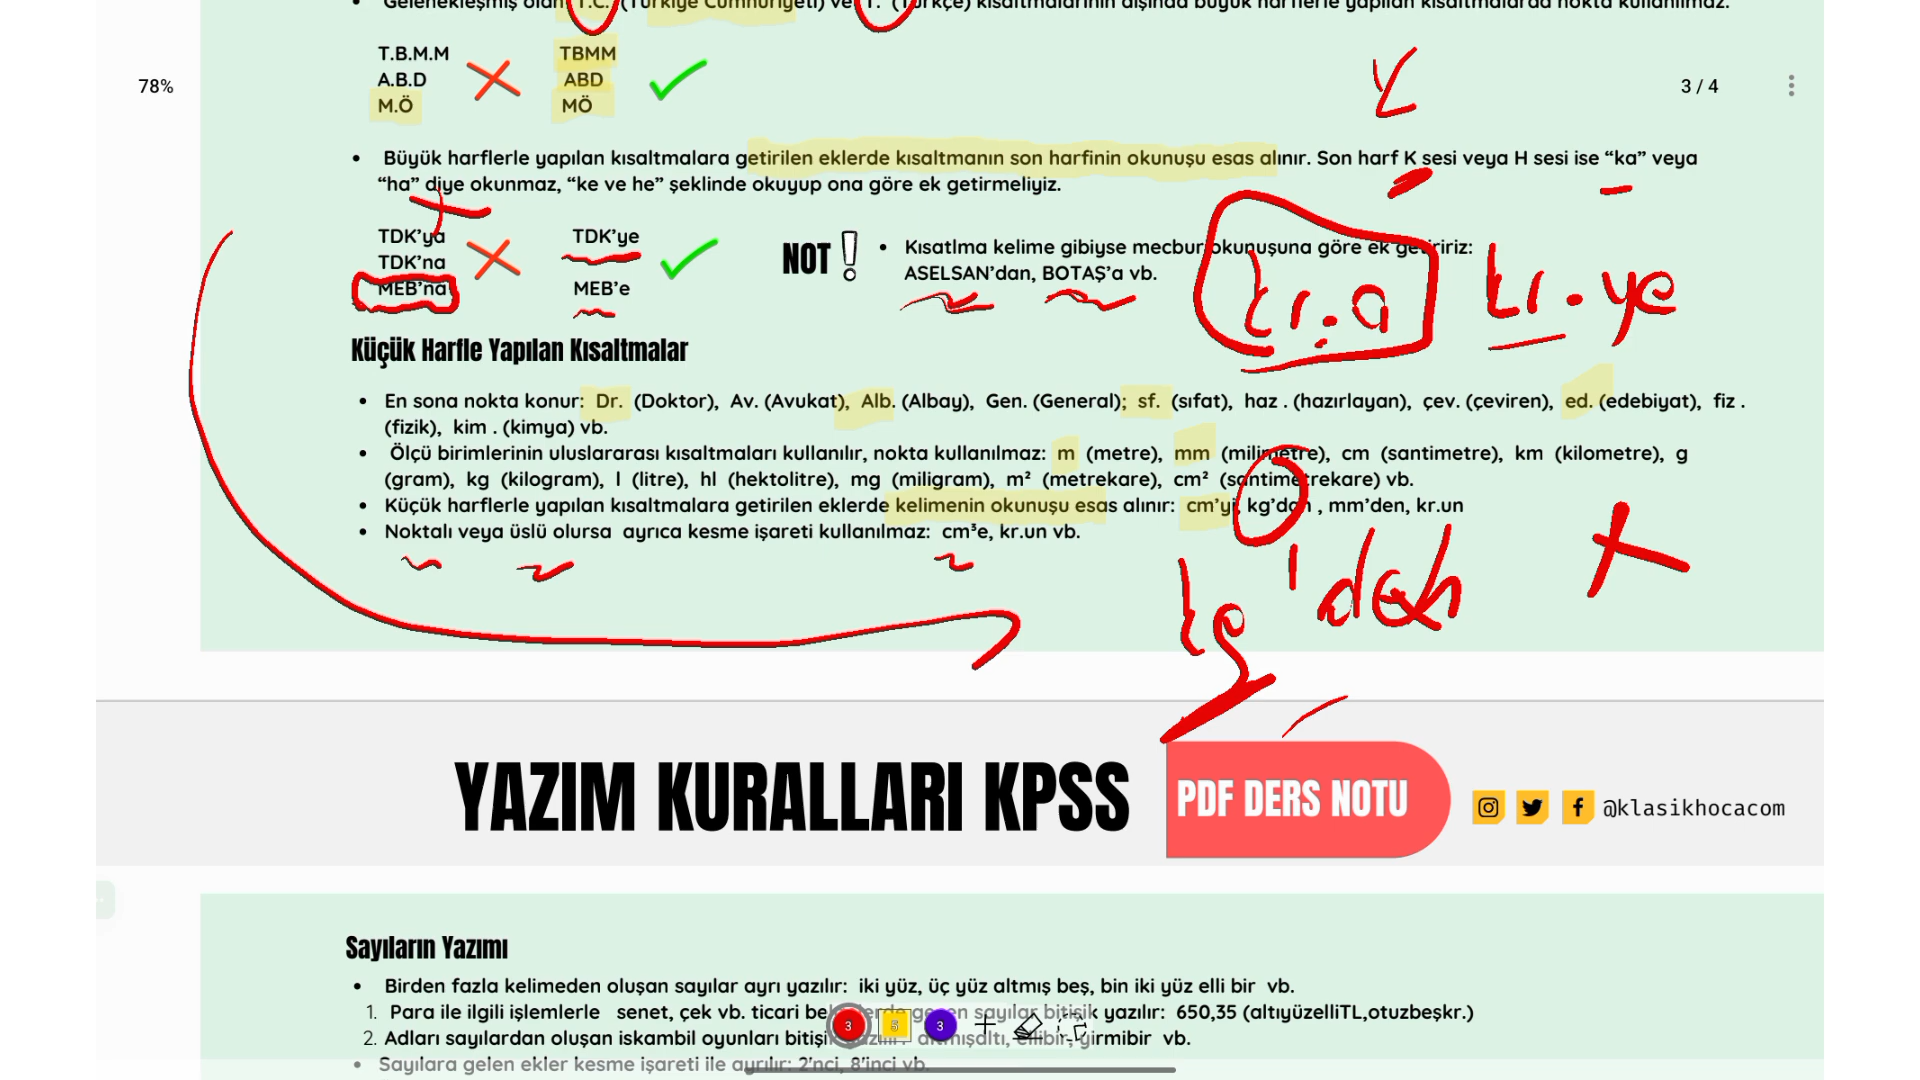 Gelenekleşmiş olan T.C. (Türkiye Cumhuriyeti) ve T. (Türkçe) kısaltmalarının dışında büyük harflerle yapılan kısaltmalarda nokta kullanılmaz.
T.B.M.M TBMM
A.B.D ABD
M.Ö MÖ
78%
3 / 4
• Büyük harflerle yapılan kısaltmalara getirilen eklerde kısaltmanın son harfinin okunuşu esas alınır. Son harf K sesi veya H sesi ise “ka” veya
“ha” diye okunmaz, “ke ve he” şeklinde okuyup ona göre ek getirmeliyiz.
TDK’ya TDK’ye
TDK’na
MEB’na MEB’e
NOT!
• Kısatlma kelime gibiyse mecbur okunuşuna göre ek getiririz:
ASELSAN’dan, BOTAŞ’a vb.
kr.a kr.ye
Küçük Harfle Yapılan Kısaltmalar
• En sona nokta konur: Dr. (Doktor), Av. (Avukat), Alb. (Albay), Gen. (General); sf. (sıfat), haz . (hazırlayan), çev. (çeviren), ed. (edebiyat), fiz .
(fizik), kim . (kimya) vb.
• Ölçü birimlerinin uluslararası kısaltmaları kullanılır, nokta kullanılmaz: m (metre), mm (milimetre), cm (santimetre), km (kilometre), g
(gram), kg (kilogram), l (litre), hl (hektolitre), mg (miligram), m² (metrekare), cm² (santimetrekare) vb.
• Küçük harflerle yapılan kısaltmalara getirilen eklerde kelimenin okunuşu esas alınır: cm’yi, kg’dan , mm’den, kr.un
• Noktalı veya üslü olursa ayrıca kesme işareti kullanılmaz: cm³e, kr.un vb.
kg'den
YAZIM KURALLARI KPSS
PDF DERS NOTU
@klasikhocacom
Sayıların Yazımı
• Birden fazla kelimeden oluşan sayılar ayrı yazılır: iki yüz, üç yüz altmış beş, bin iki yüz elli bir vb.
1. Para ile ilgili işlemlerle senet, çek vb. ticari belgelerde geçen sayılar bitişik yazılır: 650,35 (altıyüzelliTL,otuzbeşkr.)
2. Adları sayılardan oluşan iskambil oyunları bitişik yazılır: altmışaltı, ellibir, yirmibir vb.
• Sayılara gelen ekler kesme işareti ile ayrılır: 2’nci, 8’inci vb.
3 5 3